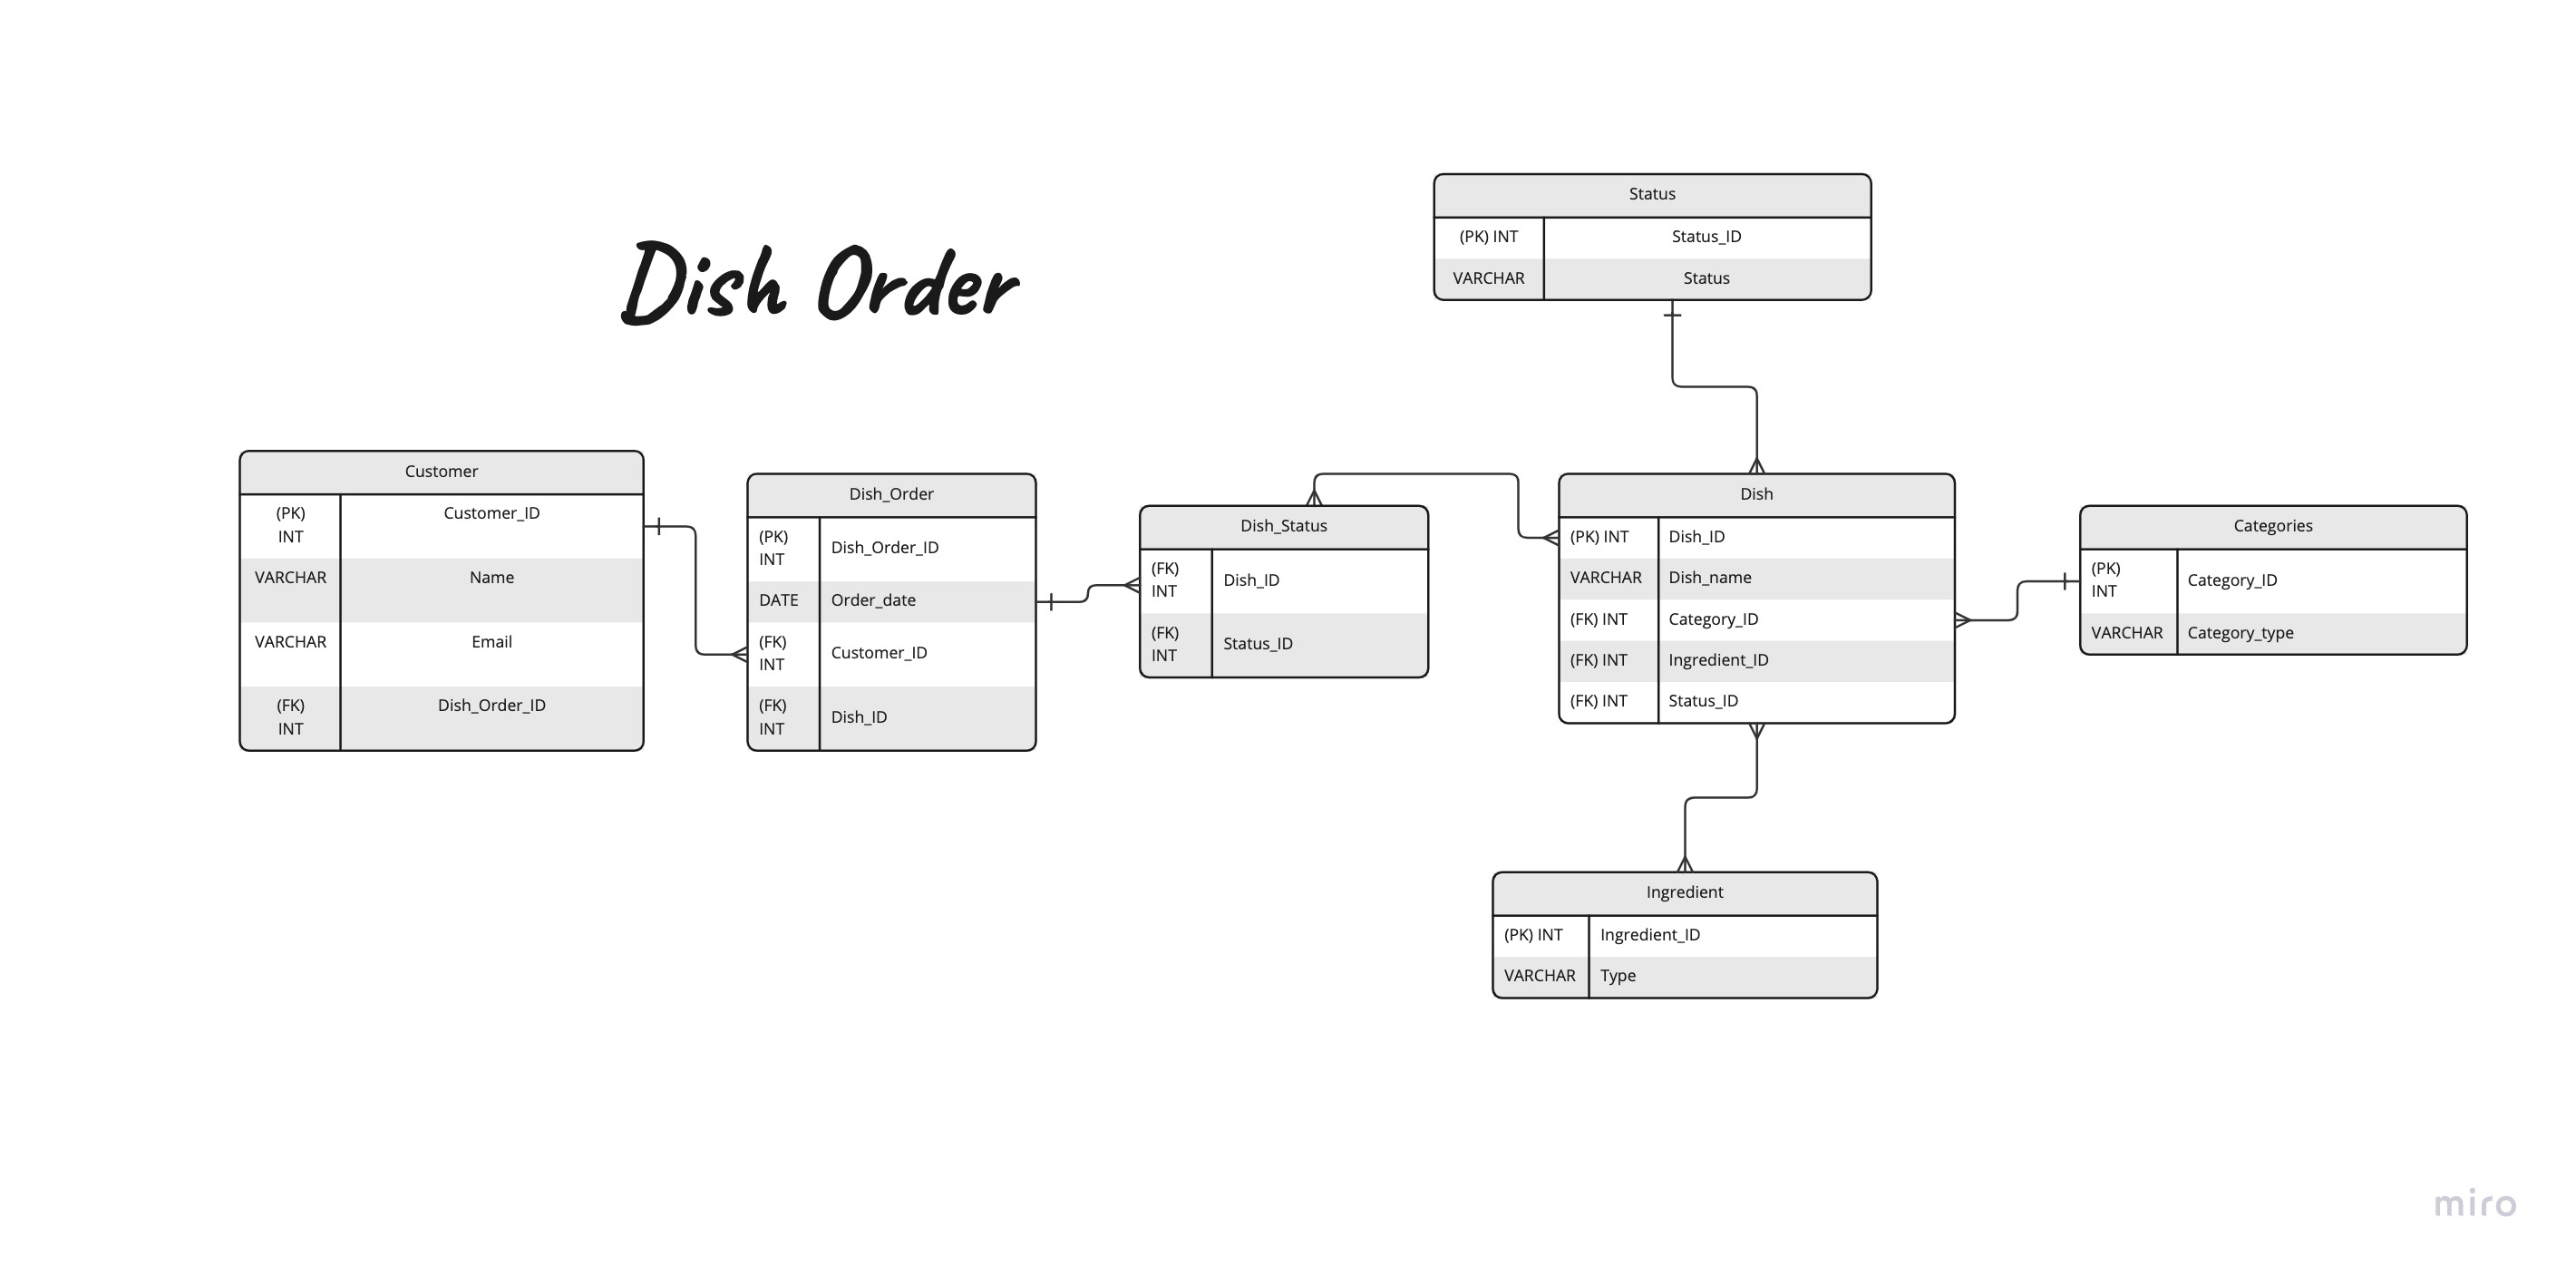 Dish Order
Status
(PK) INT Status_ID
VARCHAR Status
Customer
(PK)
INT
Customer_ID
VARCHAR Name
VARCHAR Email
(FK)
INT
Dish_Order_ID
Dish_Order
(PK)
INT
Dish_Order_ID
DATE Order_date
(FK)
INT
Customer_ID
(FK)
INT
Dish_ID
Dish_Status
(FK)
INT
Dish_ID
(FK)
INT
Status_ID
Dish
(PK) INT Dish_ID
VARCHAR Dish_name
(FK) INT Category_ID
(FK) INT Ingredient_ID
(FK) INT Status_ID
Categories
(PK)
INT
Category_ID
VARCHAR Category_type
Ingredient
(PK) INT Ingredient_ID
VARCHAR Type
miro